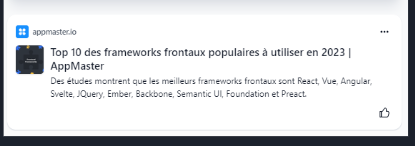 appmaster.io
Top 10 des frameworks frontaux populaires à utiliser en 2023 |
AppMaster
Des études montrent que les meilleurs frameworks frontaux sont React, Vue, Angular,
Svelte, JQuery, Ember, Backbone, Semantic UI, Foundation et Preact.